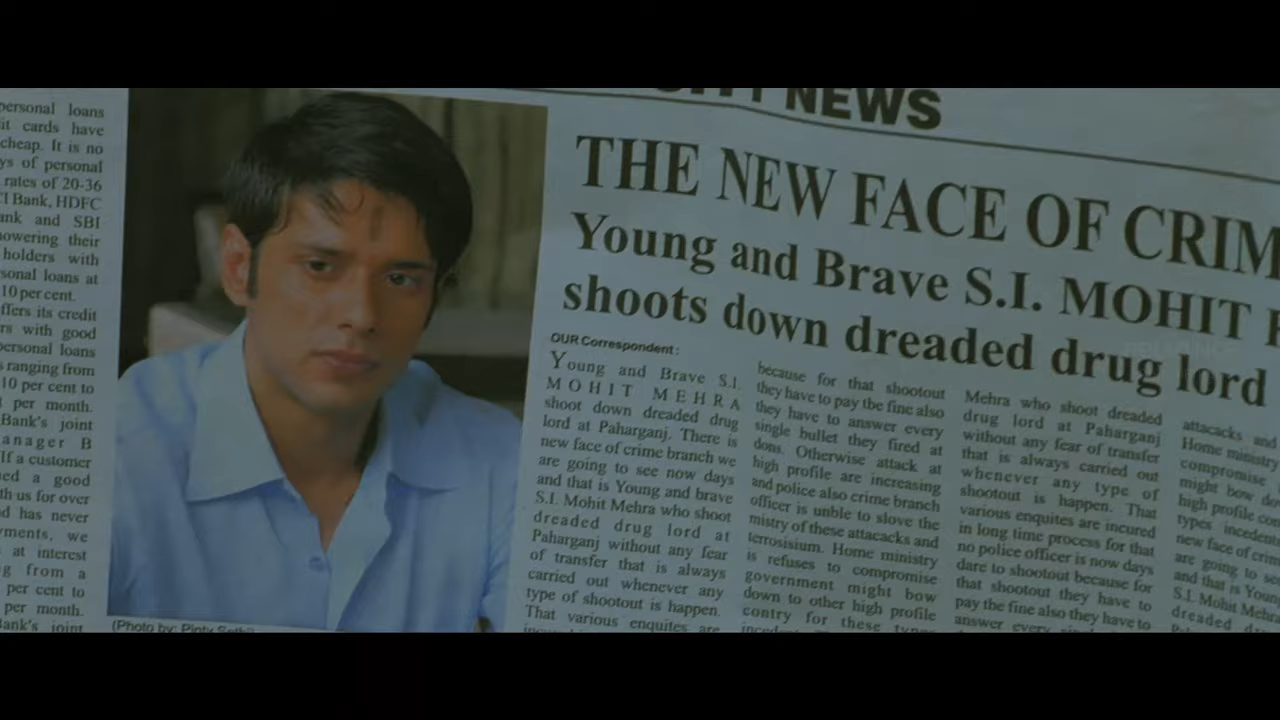 NEWS
THE NEW FACE OF CRIM
Young and Brave S.I. MOHIT
shoots down dreaded drug lord
personal loans
it cards have
cheap. It is no
ys of personal
rates of 20-36
CI Bank, HDFC
ank and SBI
owering their
holders with
sonal loans at
10 per cent.
ffers its credit
rs with good
personal loans
s ranging from
10 per cent to
t per month.
Bank's joint
anager B
If a customer
ned a good
th us for over
d has never
yments, we
at interest
g from a
per cent to
per month.
Bank's joint
(Photo by: Pinty Sethi)
OUR Correspondent :
Young and Brave S.I.
MOHIT MEHRA
shoot down dreaded drug
lord at Paharganj. There is
new face of crime branch we
are going to see now days
and that is Young and brave
S.I. Mohit Mehra who shoot
dreaded drug lord at
Paharganj without any fear
of transfer that is always
carried out whenever any
type of shootout is happen.
That various enquites are
because for that shootout
they have to pay the fine also
they have to answer every
single bullet they fired at
dons. Otherwise attack at
high profile are increasing
and police also crime branch
officer is unble to slove the
mistry of these attacacks and
terrosisium. Home ministry
is refuses to compromise
government might bow
down to other high profile
contry for these types
Mehra who shoot dreaded
drug lord at Paharganj
without any fear of transfer
that is always carried out
whenever any type of
shootout is happen. That
various enquites are incured
in long time process for that
no police officer is now days
dare to shootout because for
that shootout they have to
pay the fine also they have to
answer every
attacacks and
Home ministry
compromise
might bow do
high profile con
types incedents
new face of crim
are going to se
and that is Youn
S.I. Mohit Mehra
dreaded dru